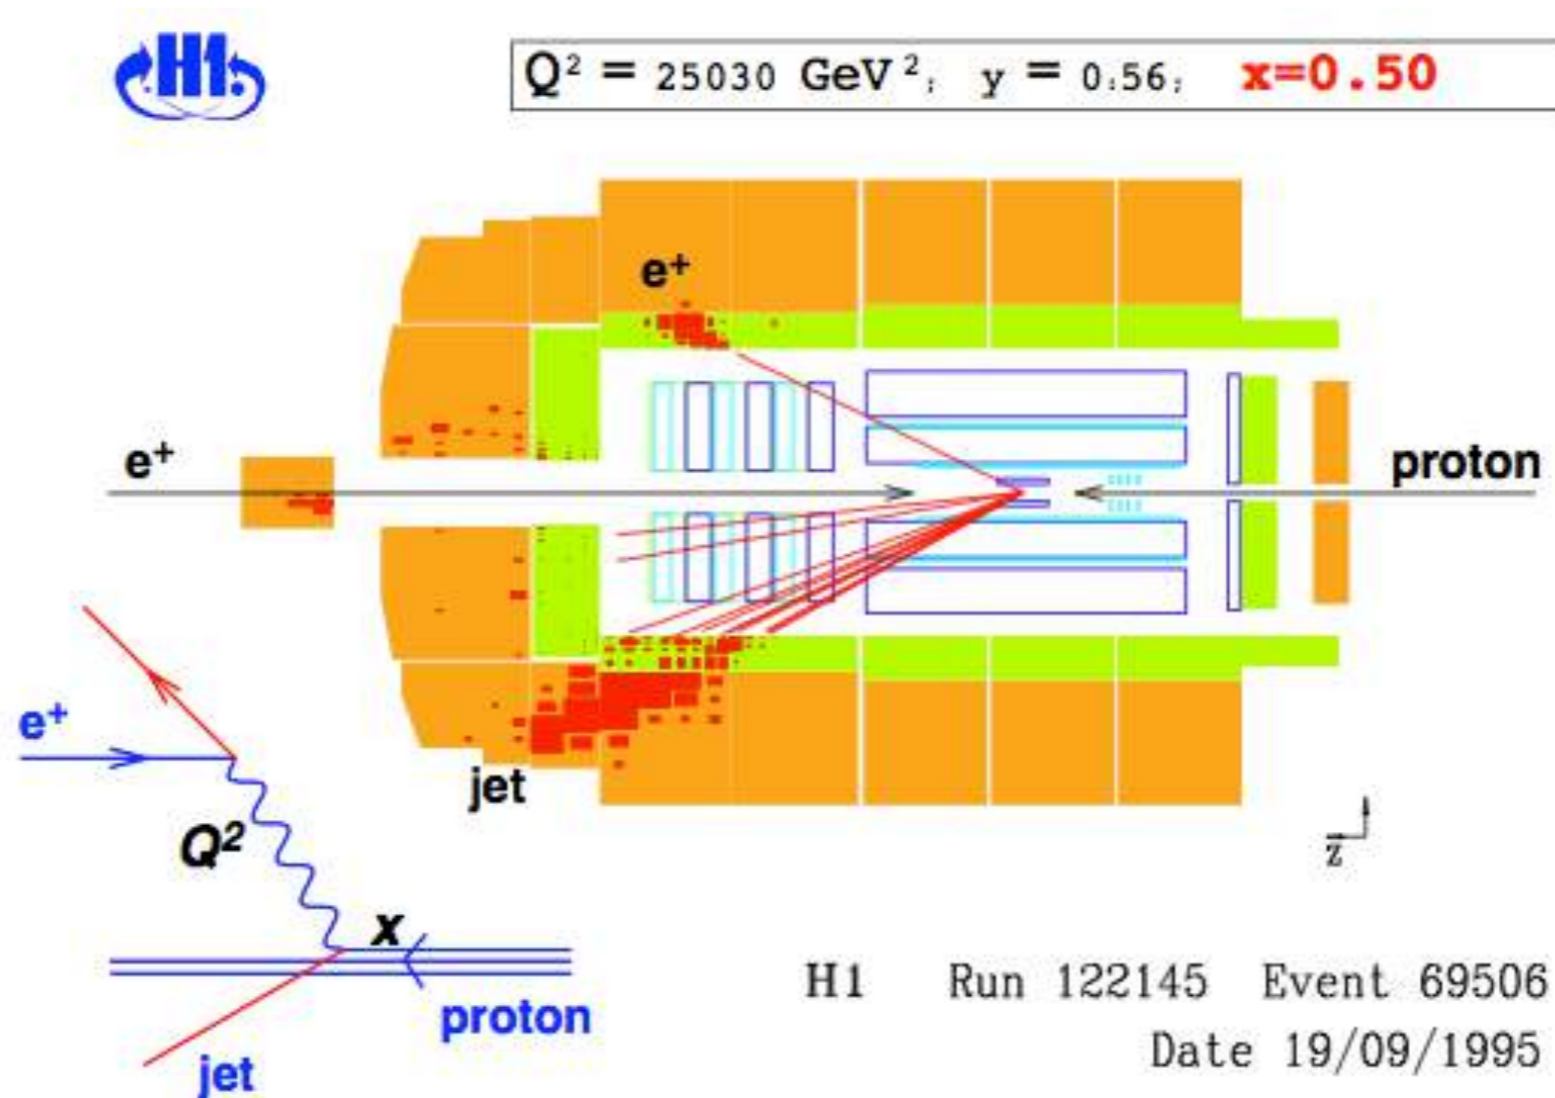 H1
Q² = 25030 GeV²; y = 0.56; x=0.50
e⁺
e⁺
proton
jet
e⁺
Q²
z
x
proton
jet
H1 Run 122145 Event 69506
Date 19/09/1995